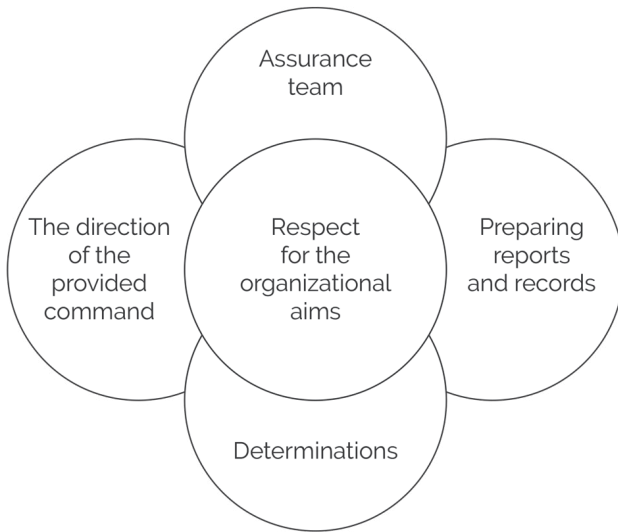 Assurance
team
The direction
of the
provided
command
Respect
for the
organizational
aims
Preparing
reports
and records
Determinations